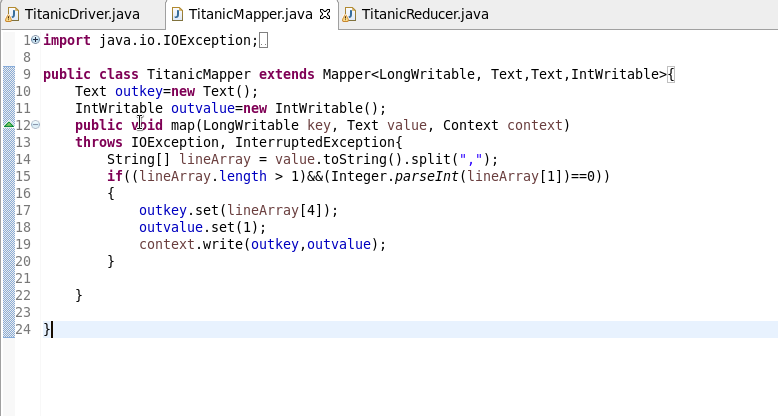 TitanicDriver.java TitanicMapper.java TitanicReducer.java
1 import java.io.IOException;
8
9 public class TitanicMapper extends Mapper<LongWritable, Text,Text,IntWritable>{
10     Text outkey=new Text();
11     IntWritable outvalue=new IntWritable();
12     public void map(LongWritable key, Text value, Context context)
13     throws IOException, InterruptedException{
14         String[] lineArray = value.toString().split(",");
15         if((lineArray.length > 1)&&(Integer.parseInt(lineArray[1])==0))
16         {
17             outkey.set(lineArray[4]);
18             outvalue.set(1);
19             context.write(outkey,outvalue);
20         }
21
22     }
23
24 }